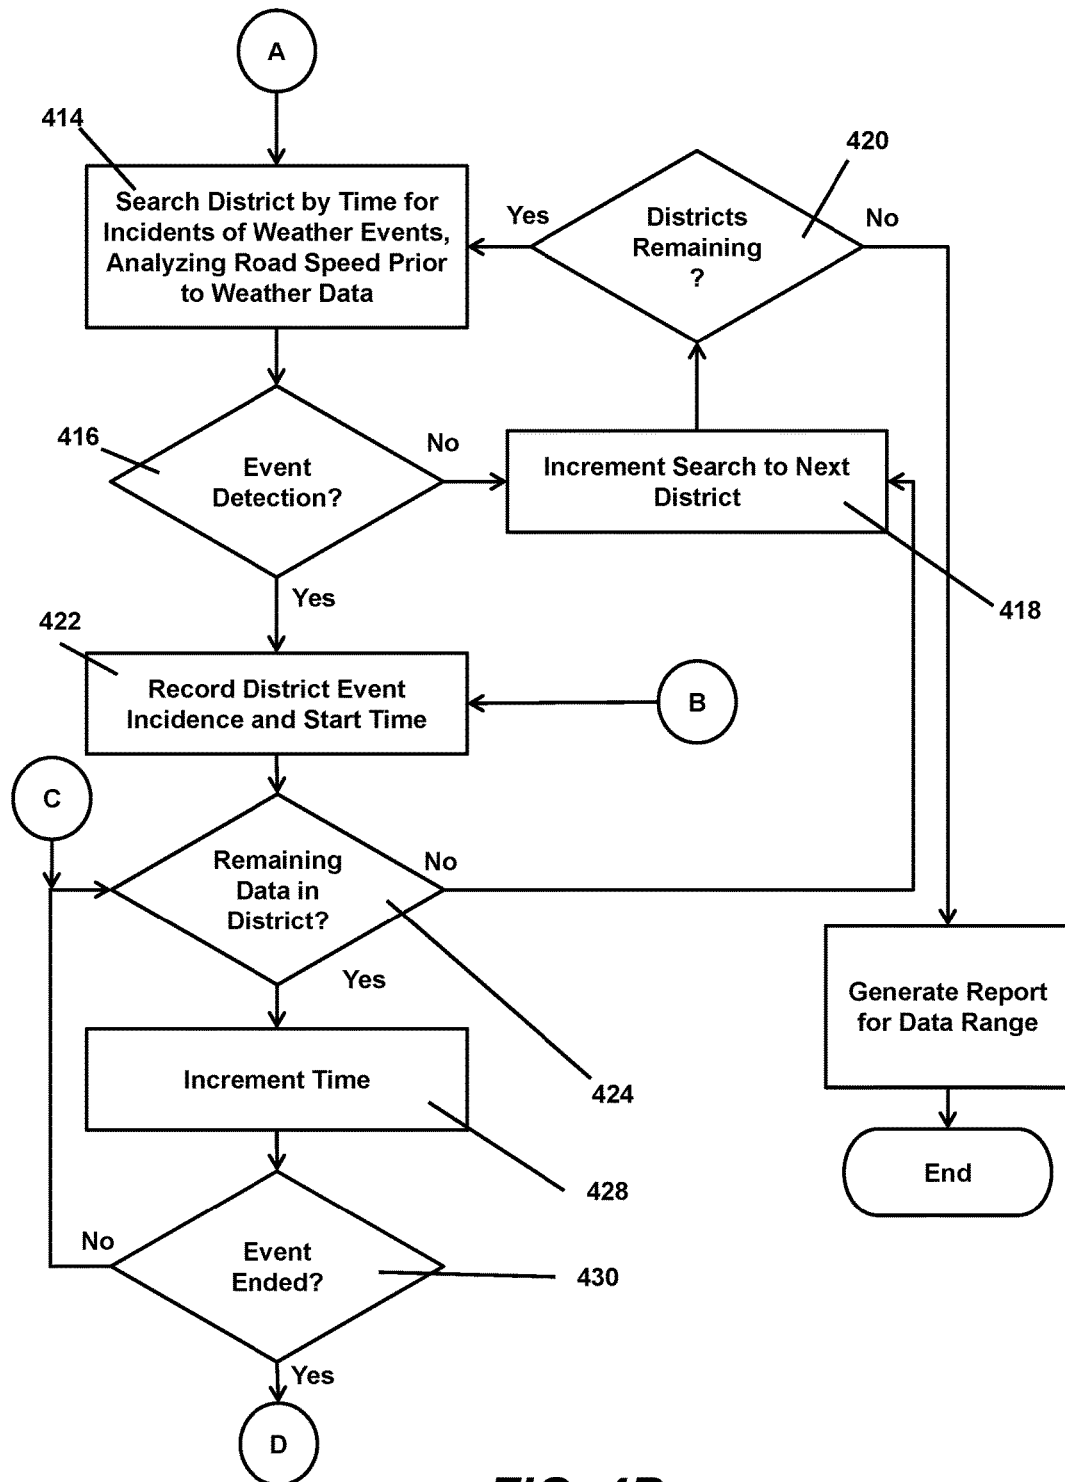 A
414
Search District by Time for
Incidents of Weather Events,
Analyzing Road Speed Prior
to Weather Data
420
Districts
Remaining
?
Yes
No
416
Event
Detection?
No
Increment Search to Next
District
418
Yes
422
Record District Event
Incidence and Start Time
B
C
Remaining
Data in
District?
No
Yes
424
Generate Report
for Data Range
Increment Time
428
End
Event
Ended?
No
430
Yes
D